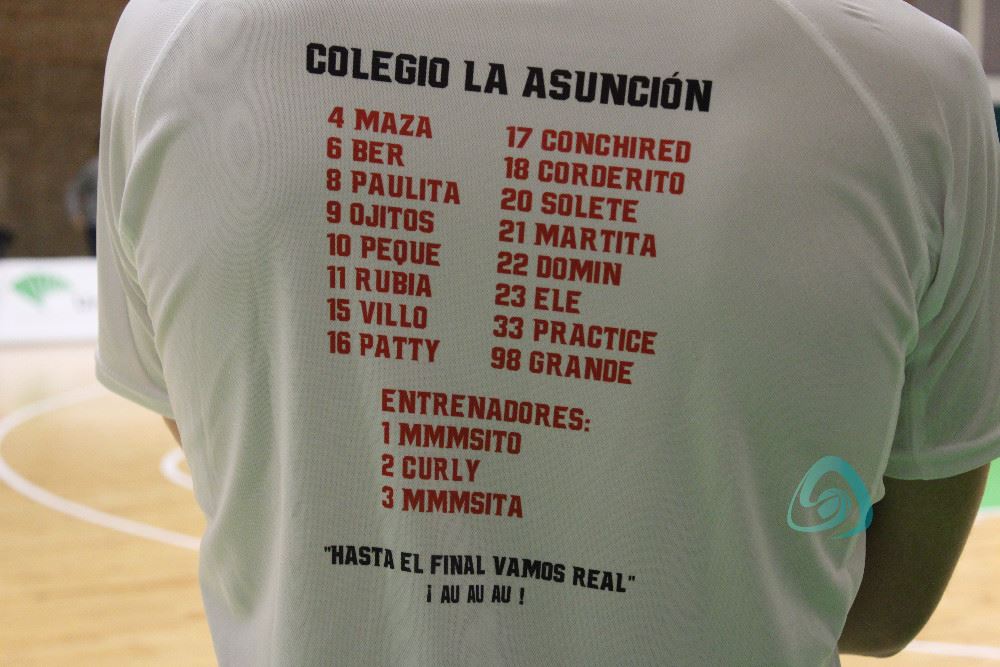 COLEGIO LA ASUNCIÓN
4 MAZA
6 BER
8 PAULITA
9 OJITOS
10 PEQUE
11 RUBIA
15 VILLO
16 PATTY
17 CONCHIRED
18 CORDERITO
20 SOLETE
21 MARTITA
22 DOMIN
23 ELE
33 PRACTICE
98 GRANDE
ENTRENADORES:
1 MMMSITO
2 CURLY
3 MMMSITA
"HASTA EL FINAL VAMOS REAL"
¡ AU AU AU !